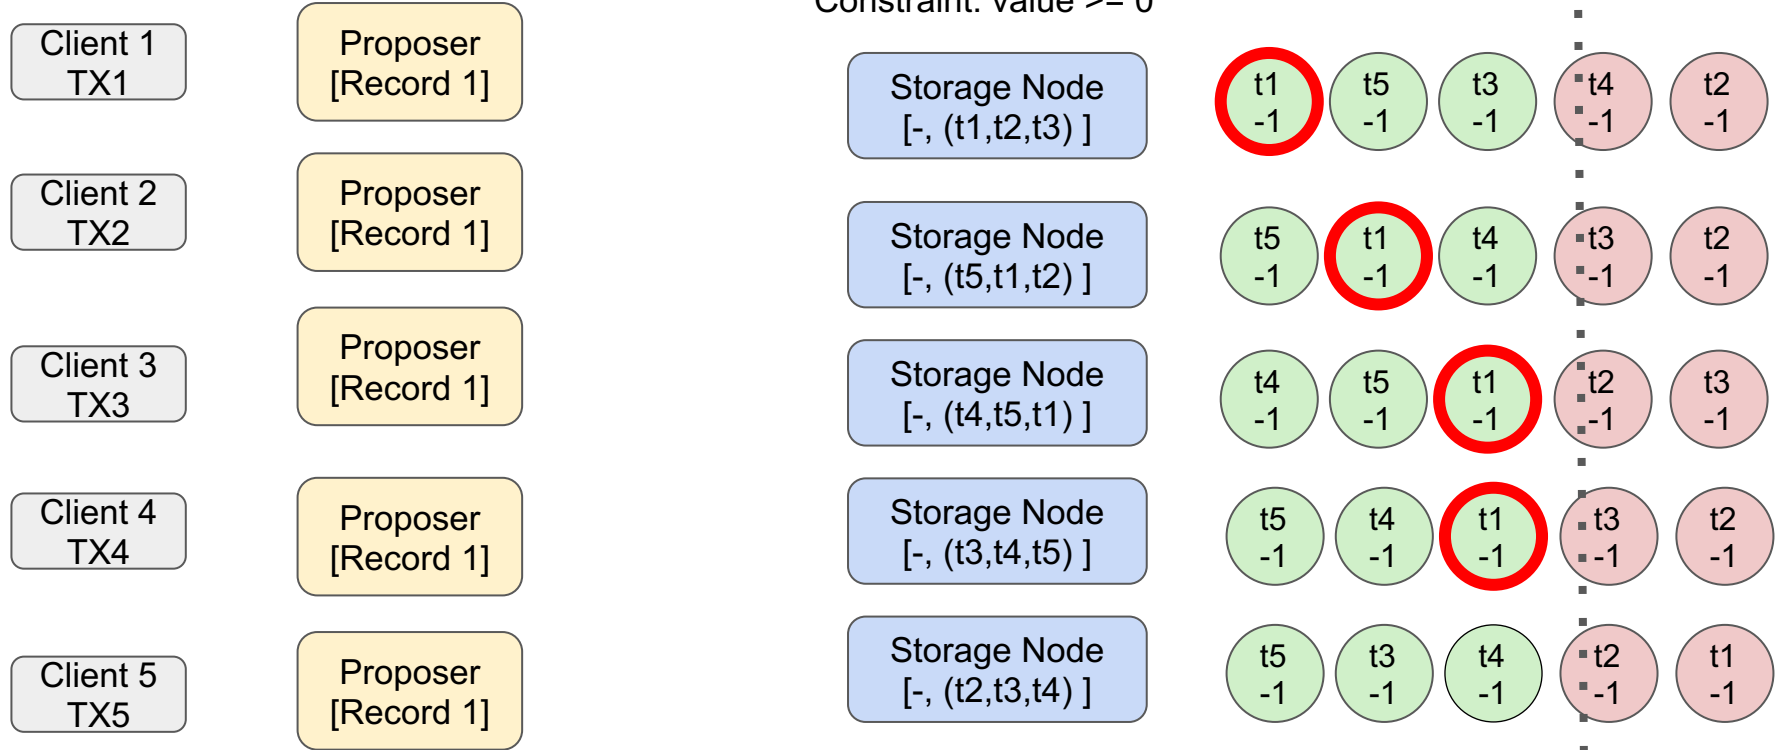 Constraint: value >= 0
Client 1
TX1
Proposer
[Record 1]
Storage Node
[-, (t1,t2,t3) ]
t1
-1
t5
-1
t3
-1
t4
-1
t2
-1
Client 2
TX2
Proposer
[Record 1]
Storage Node
[-, (t5,t1,t2) ]
t5
-1
t1
-1
t4
-1
t3
-1
t2
-1
Client 3
TX3
Proposer
[Record 1]
Storage Node
[-, (t4,t5,t1) ]
t4
-1
t5
-1
t1
-1
t2
-1
t3
-1
Client 4
TX4
Proposer
[Record 1]
Storage Node
[-, (t3,t4,t5) ]
t5
-1
t4
-1
t1
-1
t3
-1
t2
-1
Client 5
TX5
Proposer
[Record 1]
Storage Node
[-, (t2,t3,t4) ]
t5
-1
t3
-1
t4
-1
t2
-1
t1
-1